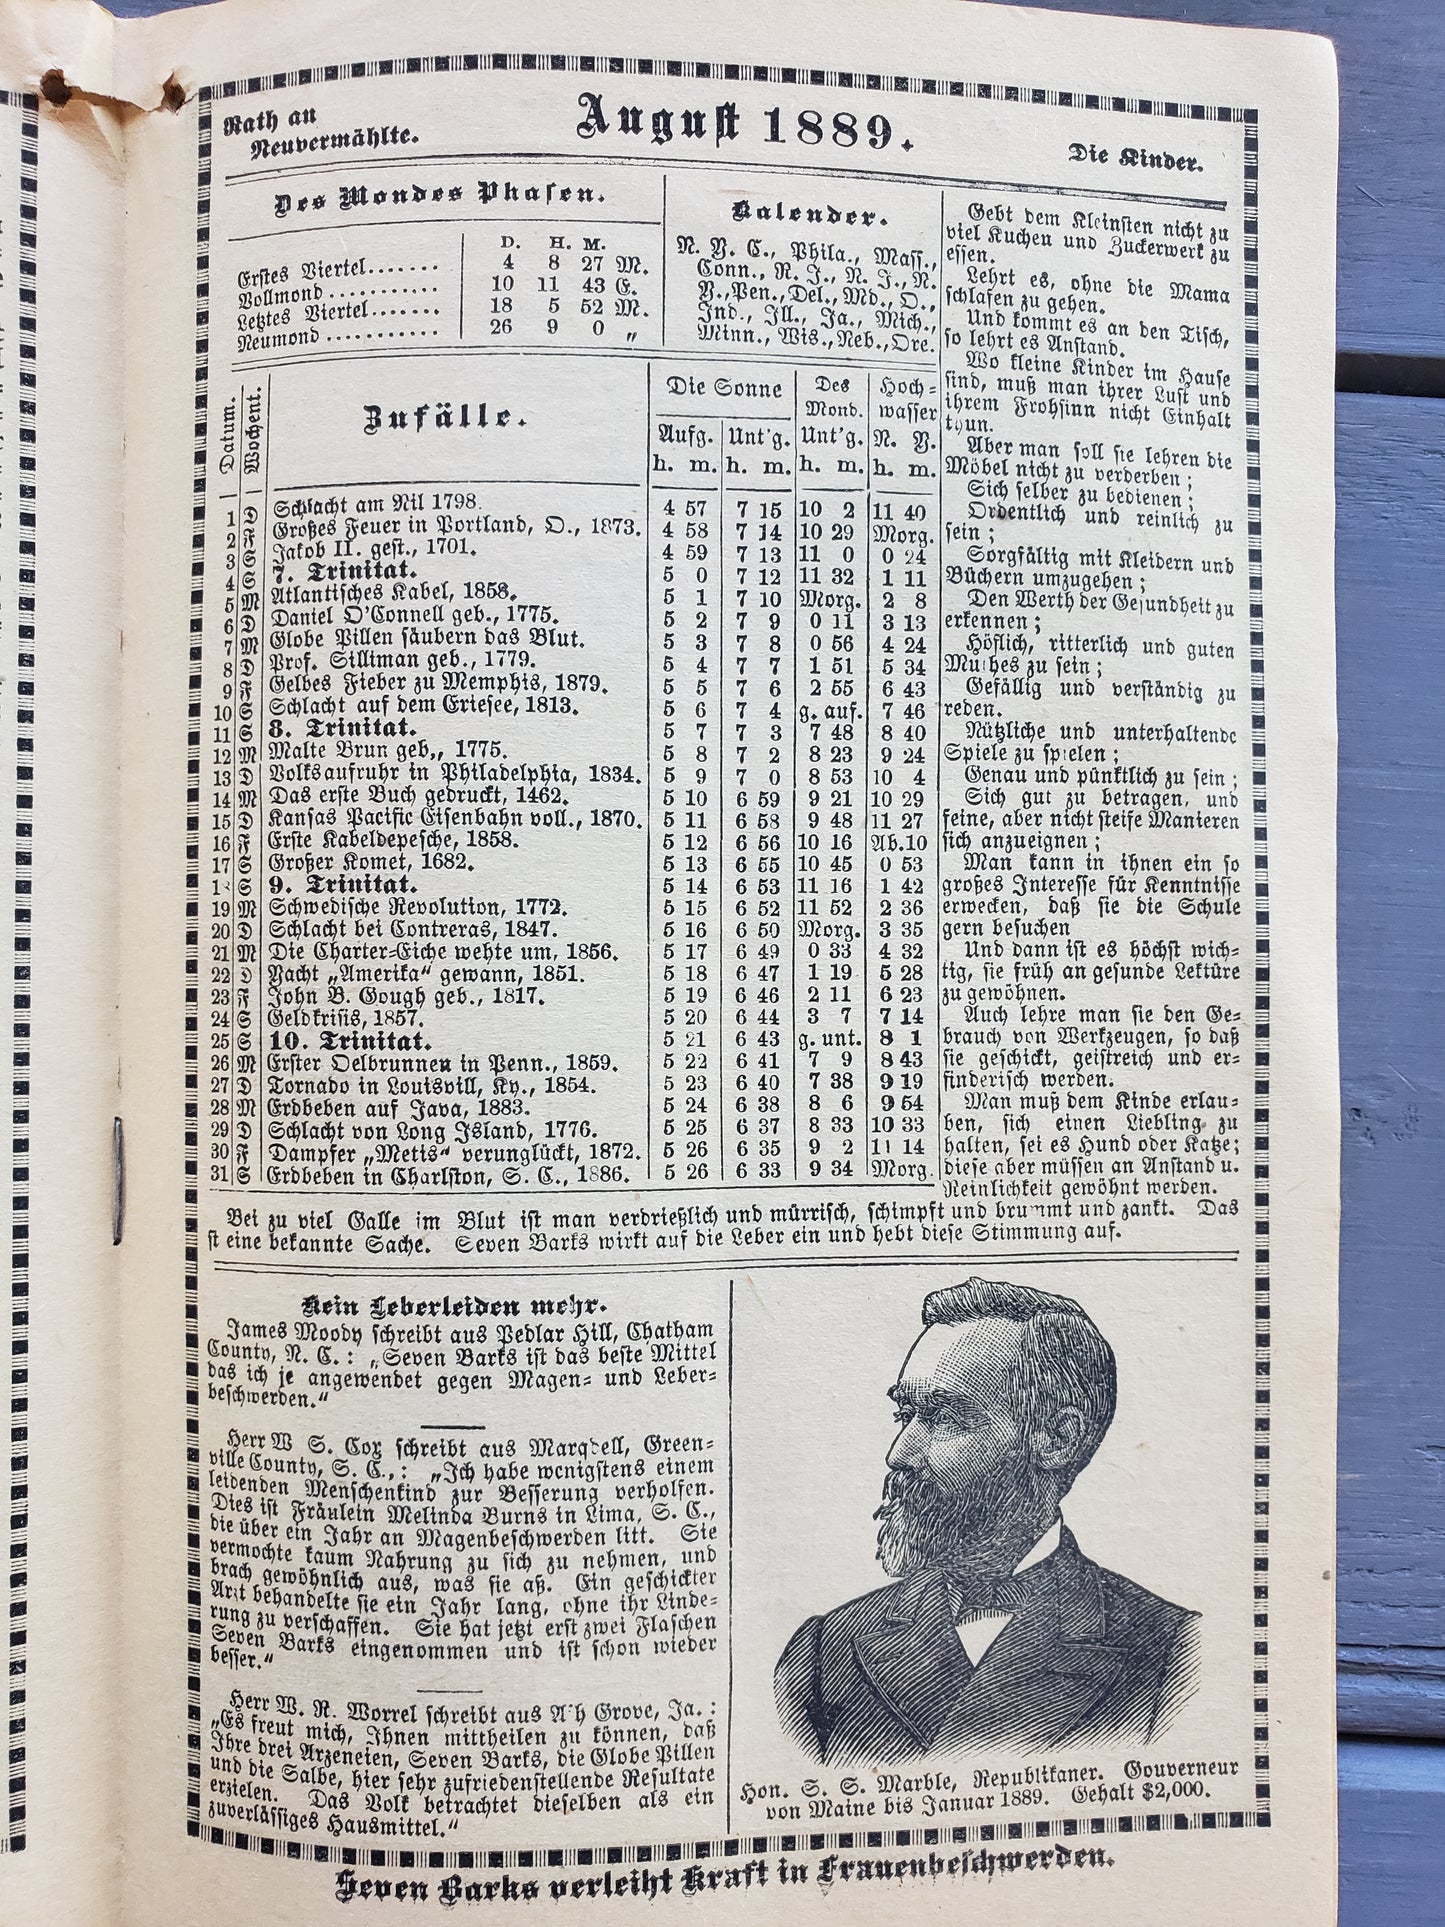 Rath an
Neuvermählte.
August 1889.
Die Kinder.
Des Mondes Phasen.
D. H. M.
Erstes Viertel....... 4 8 27 M.
Vollmond........... 10 11 43 E.
Letztes Viertel....... 18 5 52 M.
Neumond.......... 26 9 0 „
Kalender.
N. Y. C., Phila., Mass.,
Conn., R. I., N. J., N.
Y., Pen., Del., Md., O.,
Ind., Ill., Ia., Mich.,
Minn., Wis., Neb., Ore.
Datum.
Wochent.
Zufälle.
Die Sonne
Aufg. Unt'g.
h. m. h. m.
Des
Mond.
Unt'g.
h. m.
Hoch-
wasser
N. Y.
h. m.
1 D Schlacht am Nil 1798. 4 57 7 15 10 2 11 40
2 F Großes Feuer in Portland, O., 1873. 4 58 7 14 10 29 Morg.
3 S Jakob II. gest., 1701. 4 59 7 13 11 0 0 24
4 S 7. Trinitat. 5 0 7 12 11 32 1 11
5 M Atlantisches Kabel, 1858. 5 1 7 10 Morg. 2 8
6 D Daniel O'Connell geb., 1775. 5 2 7 9 0 11 3 13
7 M Globe Pillen säubern das Blut. 5 3 7 8 0 56 4 24
8 D Prof. Silliman geb., 1779. 5 4 7 7 1 51 5 34
9 F Gelbes Fieber zu Memphis, 1879. 5 5 7 6 2 55 6 43
10 S Schlacht auf dem Eriesee, 1813. 5 6 7 4 g. auf. 7 46
11 S 8. Trinitat. 5 7 7 3 7 48 8 40
12 M Malte Brun geb,, 1775. 5 8 7 2 8 23 9 24
13 D Volksaufruhr in Philadelphia, 1834. 5 9 7 0 8 53 10 4
14 M Das erste Buch gedruckt, 1462. 5 10 6 59 9 21 10 29
15 D Kansas Pacific Eisenbahn voll., 1870. 5 11 6 58 9 48 11 27
16 F Erste Kabeldepesche, 1858. 5 12 6 56 10 16 Ab.10
17 S Großer Komet, 1682. 5 13 6 55 10 45 0 53
18 S 9. Trinitat. 5 14 6 53 11 16 1 42
19 M Schwedische Revolution, 1772. 5 15 6 52 11 52 2 36
20 D Schlacht bei Contreras, 1847. 5 16 6 50 Morg. 3 35
21 M Die Charter-Eiche wehte um, 1856. 5 17 6 49 0 33 4 32
22 D Yacht „Amerika“ gewann, 1851. 5 18 6 47 1 19 5 28
23 F John B. Gough geb., 1817. 5 19 6 46 2 11 6 23
24 S Geldkrisis, 1857. 5 20 6 44 3 7 7 14
25 S 10. Trinitat. 5 21 6 43 g. unt. 8 1
26 M Erster Oelbrunnen in Penn., 1859. 5 22 6 41 7 9 8 43
27 D Tornado in Louisvill, Ky., 1854. 5 23 6 40 7 38 9 19
28 M Erdbeben auf Java, 1883. 5 24 6 38 8 6 9 54
29 D Schlacht von Long Island, 1776. 5 25 6 37 8 33 10 33
30 F Dampfer „Metis“ verunglückt, 1872. 5 26 6 35 9 2 11 14
31 S Erdbeben in Charlston, S. C., 1886. 5 26 6 33 9 34 Morg.
Gebt dem Kleinsten nicht zu
viel Kuchen und Zuckerwerk zu
essen.
Lehrt es, ohne die Mama
schlafen zu gehen.
Und kommt es an den Tisch,
so lehrt es Anstand.
Wo kleine Kinder im Hause
sind, muß man ihrer Lust und
ihrem Frohsinn nicht Einhalt
thun.
Aber man soll sie lehren die
Möbel nicht zu verderben;
Sich selber zu bedienen;
Ordentlich und reinlich zu
sein;
Sorgfältig mit Kleidern und
Büchern umzugehen;
Den Werth der Gesundheit zu
erkennen;
Höflich, ritterlich und guten
Muthes zu sein;
Gefällig und verständig zu
reden.
Nützliche und unterhaltende
Spiele zu spielen;
Genau und pünktlich zu sein;
Sich gut zu betragen, und
feine, aber nicht steife Manieren
sich anzueignen;
Man kann in ihnen ein so
großes Interesse für Kenntnisse
erwecken, daß sie die Schule
gern besuchen
Und dann ist es höchst wich-
tig, sie früh an gesunde Lektüre
zu gewöhnen.
Auch lehre man sie den Ge-
brauch von Werkzeugen, so daß
sie geschickt, geistreich und er-
finderisch werden.
Man muß dem Kinde erlau-
ben, sich einen Liebling zu
halten, sei es Hund oder Katze;
diese aber müssen an Anstand u.
Reinlichkeit gewöhnt werden.
Bei zu viel Galle im Blut ist man verdrießlich und mürrisch, schimpft und brummt und zankt. Das
st eine bekannte Sache. Seven Barks wirkt auf die Leber ein und hebt diese Stimmung auf.
Kein Leberleiden mehr.
James Moody schreibt aus Pedlar Hill, Chatham
County, N. C.: „Seven Barks ist das beste Mittel
das ich je angewendet gegen Magen- und Leber-
beschwerden.“
Herr W S. Cox schreibt aus Green-
ville County, S. C.,: „Ich habe wenigstens einem
leidenden Menschenkind zur Besserung verholfen.
Dies ist Fräulein Melinda Burns in Lima, S. C.,
die über ein Jahr an Magenbeschwerden litt. Sie
vermochte kaum Nahrung zu sich zu nehmen, und
brach gewöhnlich aus, was sie aß. Ein geschickter
Arzt behandelte sie ein Jahr lang, ohne ihr Linde-
rung zu verschaffen. Sie hat jetzt erst zwei Flaschen
Seven Barks eingenommen und ist schon wieder
besser.“
Herr W. R. Worrel schreibt aus Ash Grove, Ja.:
„Es freut mich, Ihnen mittheilen zu können, daß
Ihre drei Arzeneien, Seven Barks, die Globe Pillen
und die Salbe, hier sehr zufriedenstellende Resultate
erzielen. Das Volk betrachtet dieselben als ein
zuverlässiges Hausmittel.“
Hon. S. S. Marble, Republikaner. Gouverneur
von Maine bis Januar 1889. Gehalt $2,000.
Seven Barks verleiht Kraft in Frauenbeschwerden.